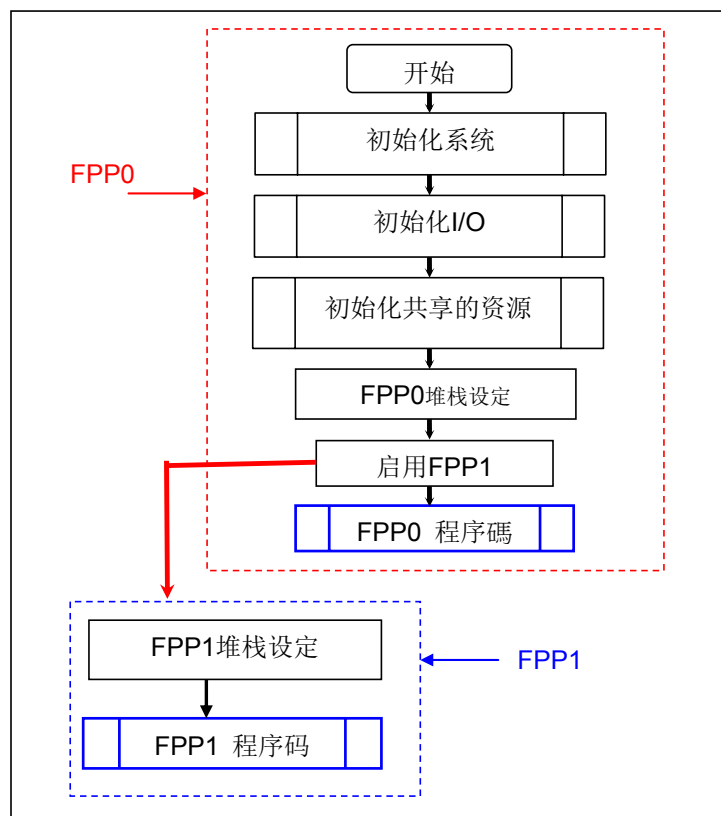 开始
初始化系统
FPP0
初始化I/O
初始化共享的资源
FPP0堆栈设定
启用FPP1
FPP0 程序碼
FPP1堆栈设定
FPP1
FPP1 程序码